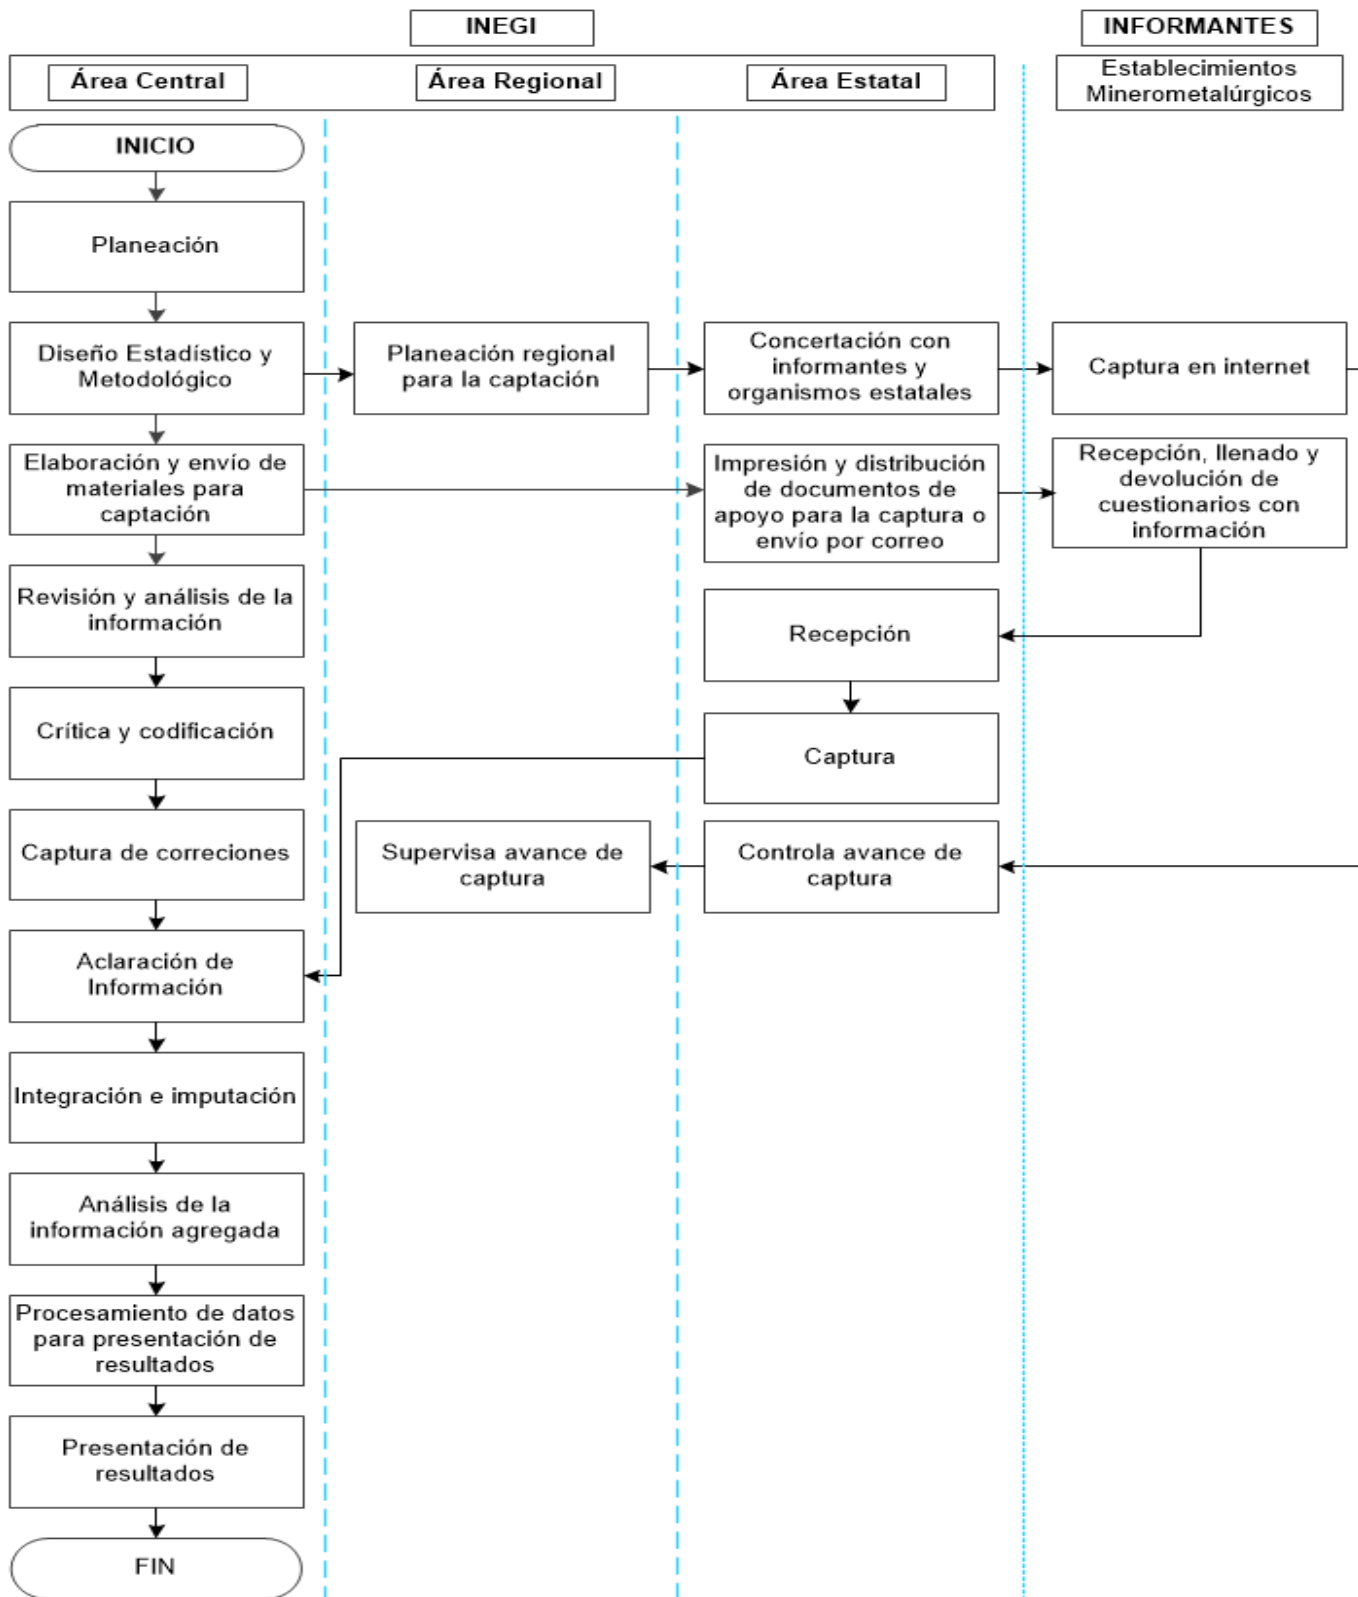 INEGI
INFORMANTES
Área Central
Área Regional
Área Estatal
Establecimientos
Minerometalúrgicos
INICIO
Planeación
Diseño Estadístico y
Metodológico
Planeación regional
para la captación
Concertación con
informantes y
organismos estatales
Captura en internet
Elaboración y envío de
materiales para
captación
Impresión y distribución
de documentos de
apoyo para la captura o
envío por correo
Recepción, llenado y
devolución de
cuestionarios con
información
Revisión y análisis de la
información
Recepción
Crítica y codificación
Captura
Captura de correciones
Supervisa avance de
captura
Controla avance de
captura
Aclaración de
Información
Integración e imputación
Análisis de la
información agregada
Procesamiento de datos
para presentación de
resultados
Presentación de
resultados
FIN